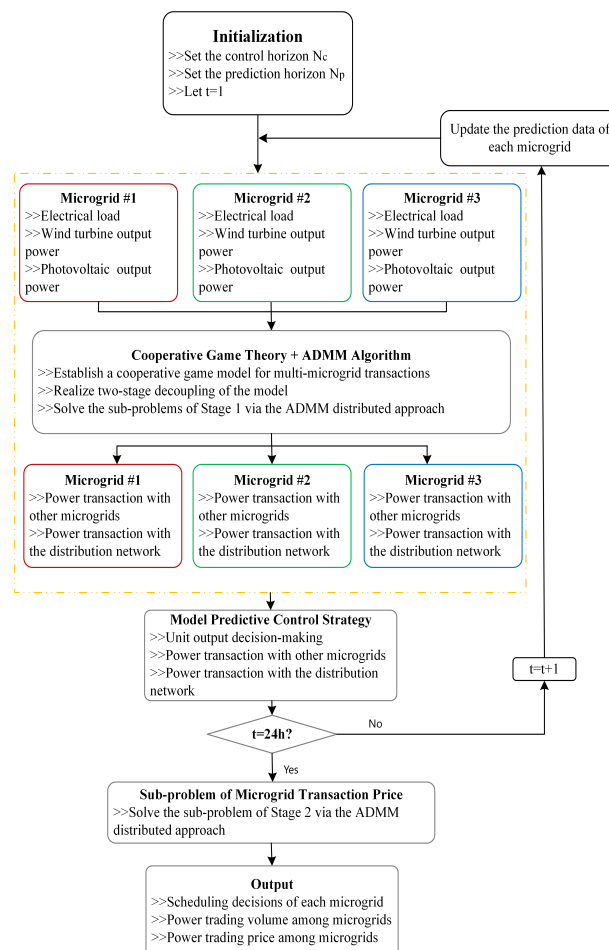 Initialization
>>Set the control horizon Nc
>>Set the prediction horizon Np
>>Let t=1
Update the prediction data of
each microgrid
Microgrid #1
>>Electrical load
>>Wind turbine output
power
>>Photovoltaic output
power
Microgrid #2
>>Electrical load
>>Wind turbine output
power
>>Photovoltaic output
power
Microgrid #3
>>Electrical load
>>Wind turbine output
power
>>Photovoltaic output
power
Cooperative Game Theory + ADMM Algorithm
>>Establish a cooperative game model for multi-microgrid transactions
>>Realize two-stage decoupling of the model
>>Solve the sub-problems of Stage 1 via the ADMM distributed approach
Microgrid #1
>>Power transaction with
other microgrids
>>Power transaction with
the distribution network
Microgrid #2
>>Power transaction with
other microgrids
>>Power transaction with
the distribution network
Microgrid #3
>>Power transaction with
other microgrids
>>Power transaction with
the distribution network
Model Predictive Control Strategy
>>Unit output decision-making
>>Power transaction with other microgrids
>>Power transaction with the distribution
network
t=t+1
t=24h?
No
Yes
Sub-problem of Microgrid Transaction Price
>>Solve the sub-problem of Stage 2 via the ADMM
distributed approach
Output
>>Scheduling decisions of each microgrid
>>Power trading volume among microgrids
>>Power trading price among microgrids